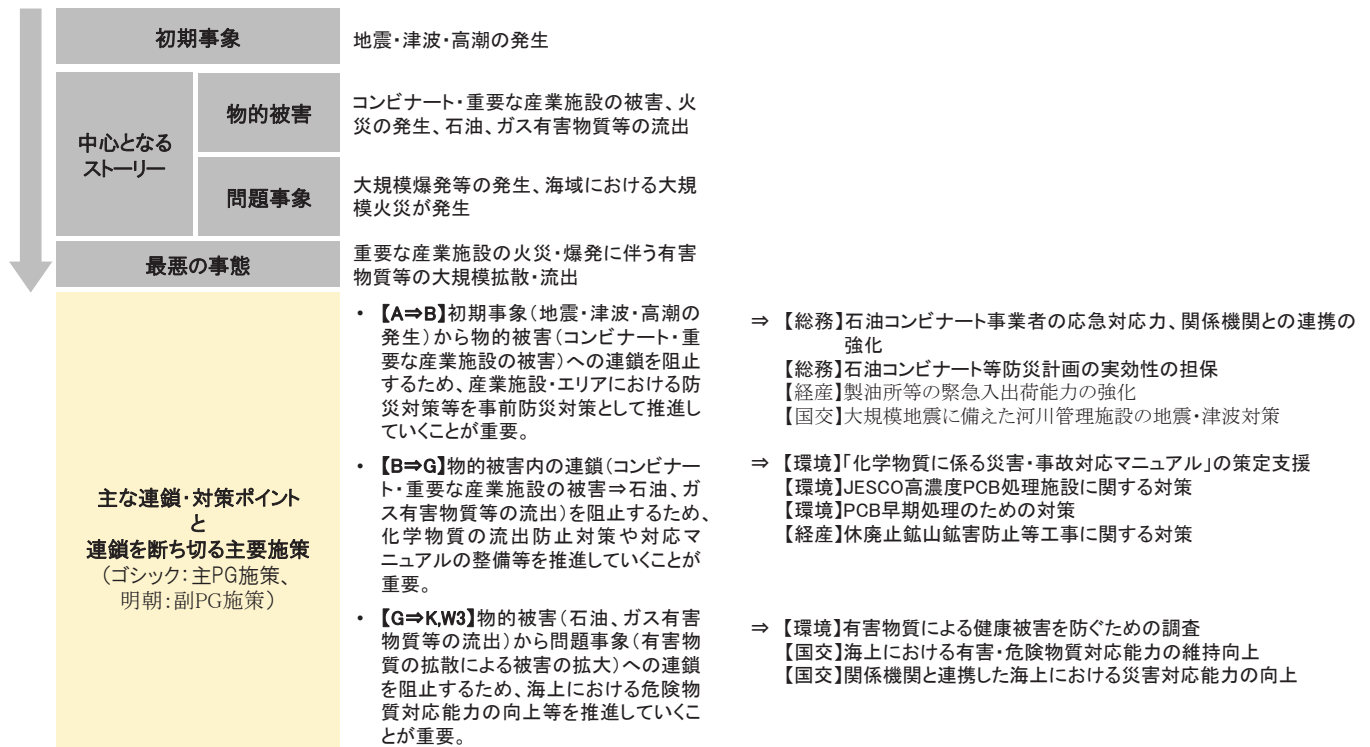 初期事象
地震・津波・高潮の発生
中心となる
ストーリー
物的被害
コンビナート・重要な産業施設の被害、火
災の発生、石油、ガス有害物質等の流出
問題事象
大規模爆発等の発生、海域における大規
模火災が発生
最悪の事態
重要な産業施設の火災・爆発に伴う有害
物質等の大規模拡散・流出
主な連鎖・対策ポイント
と
連鎖を断ち切る主要施策
（ゴシック：主PG施策、
明朝：副PG施策）
• 【A⇒B】初期事象（地震・津波・高潮の
発生）から物的被害（コンビナート・重
要な産業施設の被害）への連鎖を阻止
するため、産業施設・エリアにおける防
災対策等を事前防災対策として推進し
ていくことが重要。
⇒ 【総務】石油コンビナート事業者の応急対応力、関係機関との連携の
強化
【総務】石油コンビナート等防災計画の実効性の担保
【経産】製油所等の緊急入出荷能力の強化
【国交】大規模地震に備えた河川管理施設の地震・津波対策
• 【B⇒G】物的被害内の連鎖（コンビナー
ト・重要な産業施設の被害⇒石油、ガ
ス有害物質等の流出）を阻止するため、
化学物質の流出防止対策や対応マ
ニュアルの整備等を推進していくことが
重要。
⇒ 【環境】「化学物質に係る災害・事故対応マニュアル」の策定支援
【環境】JESCO高濃度PCB処理施設に関する対策
【環境】PCB早期処理のための対策
【経産】休廃止鉱山鉱害防止等工事に関する対策
• 【G⇒K,W3】物的被害（石油、ガス有害
物質等の流出）から問題事象（有害物
質の拡散による被害の拡大）への連鎖
を阻止するため、海上における危険物
質対応能力の向上等を推進していくこ
とが重要。
⇒ 【環境】有害物質による健康被害を防ぐための調査
【国交】海上における有害・危険物質対応能力の維持向上
【国交】関係機関と連携した海上における災害対応能力の向上